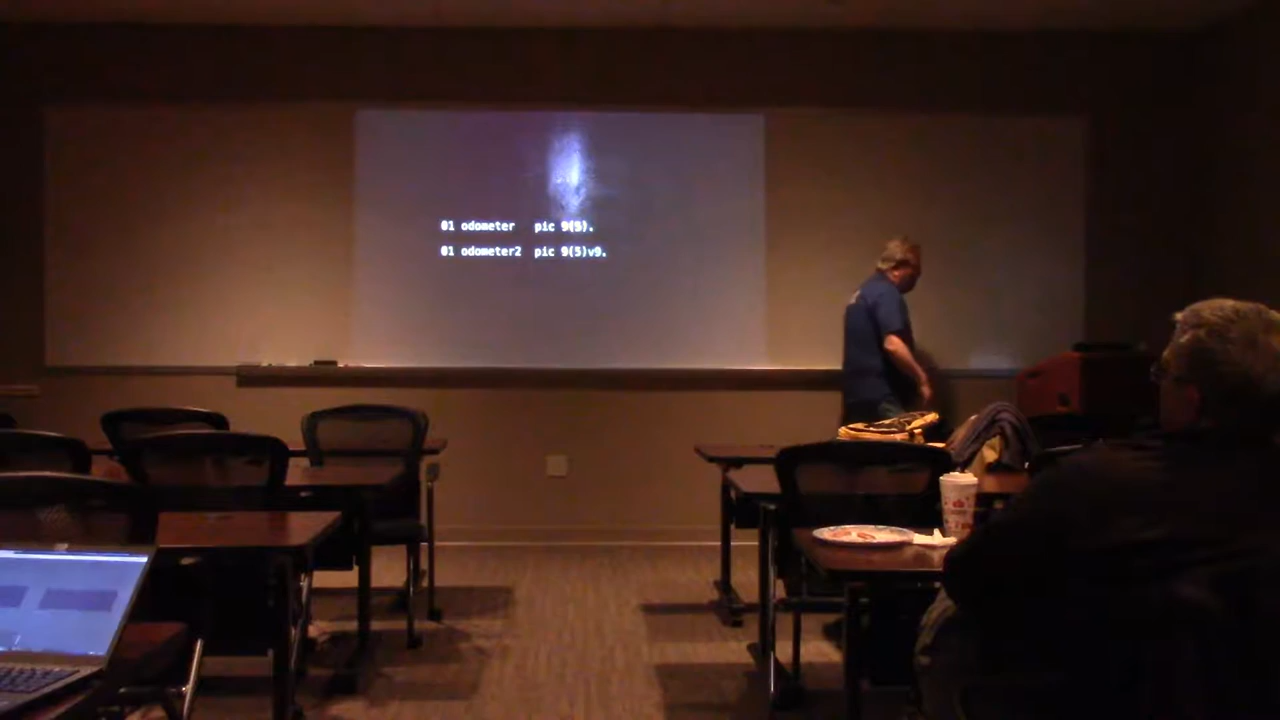 01 odometer pic 9(5).
01 odometer2 pic 9(5)v9.